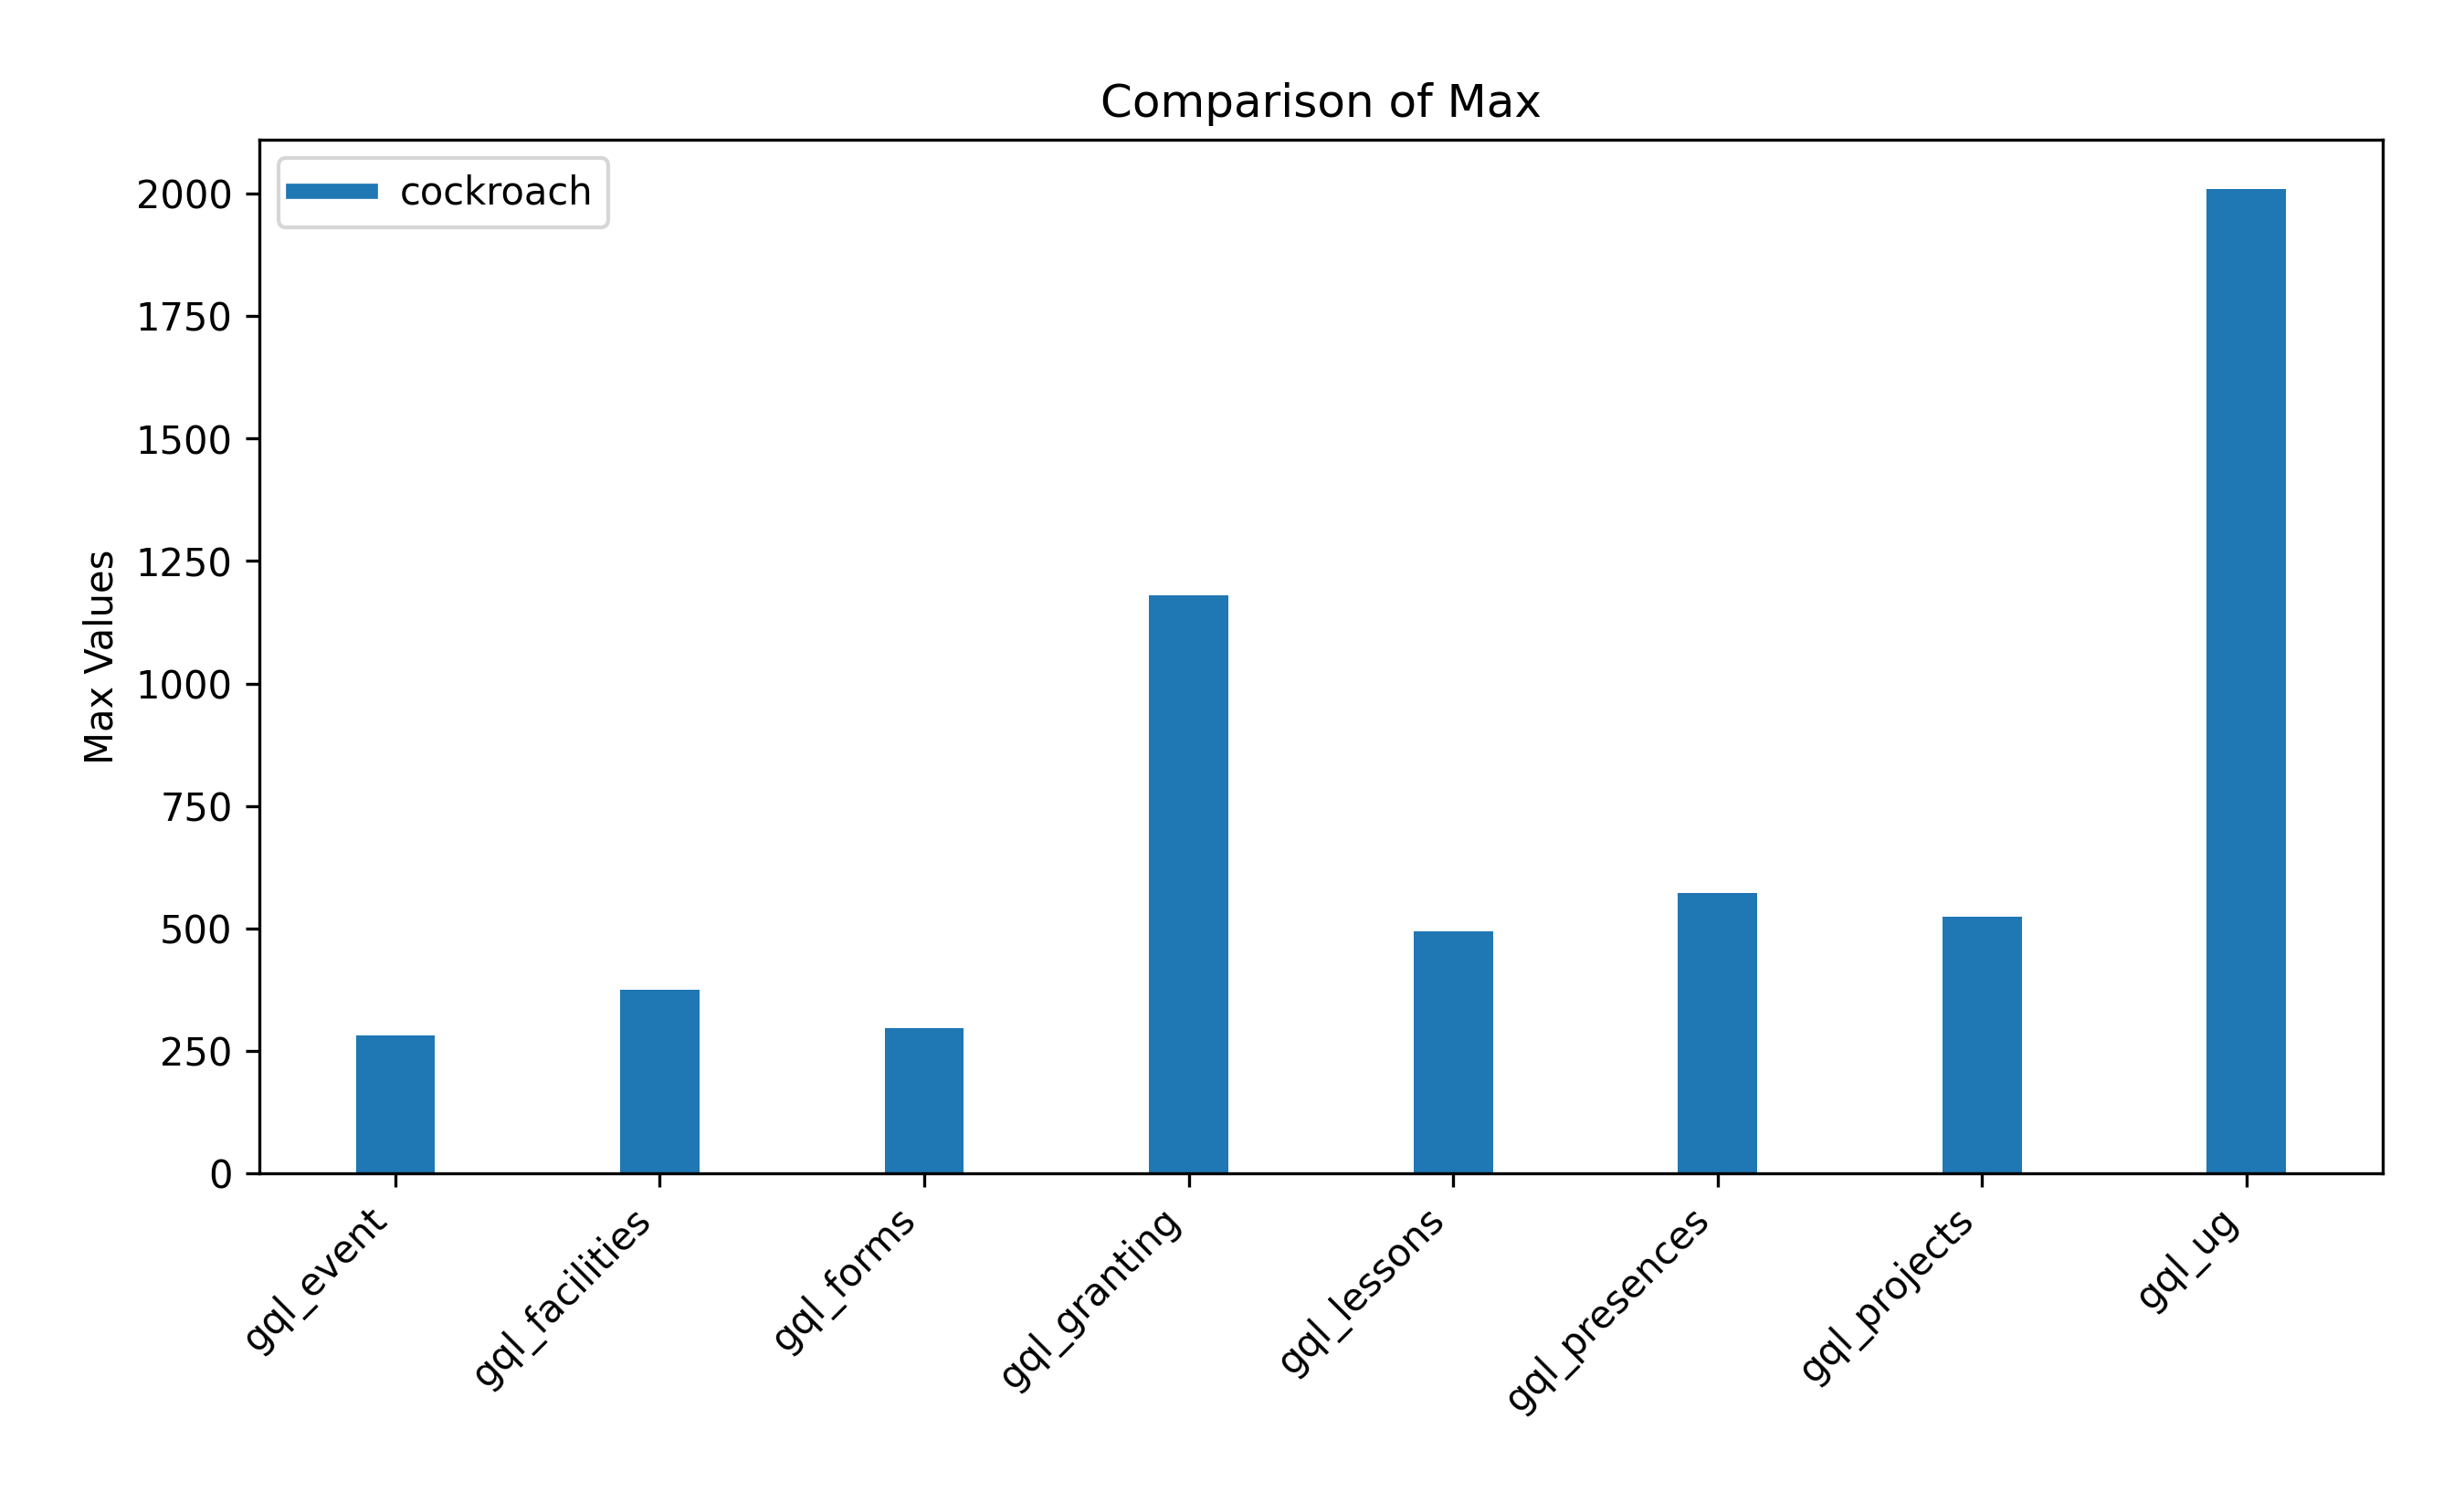 Comparison of Max
cockroach
Max Values
2000
1750
1500
1250
1000
750
500
250
0
gql_event
gql_facilities
gql_forms
gql_granting
gql_lessons
gql_presences
gql_projects
gql_ug